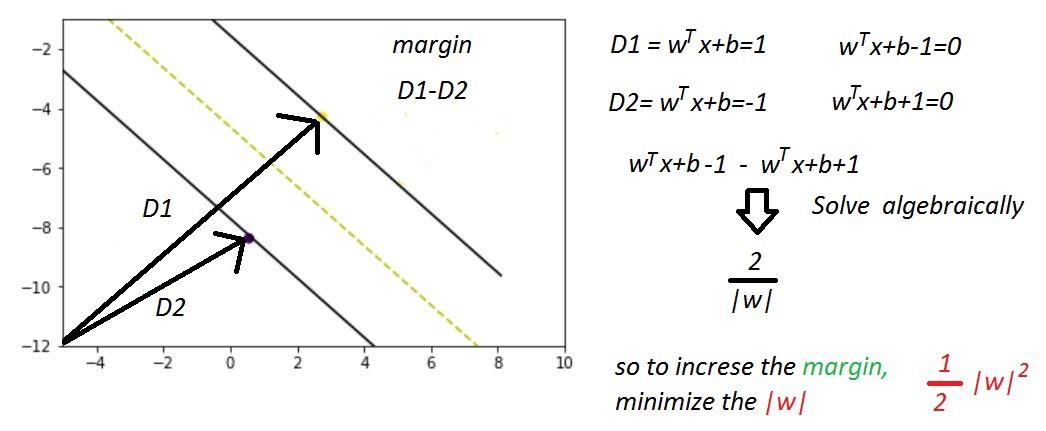 margin
D1-D2
D1
D2
−2
−4
−6
−8
−10
−12
−4
−2
0
2
4
6
8
10
D1 = wᵀx+b=1
wᵀx+b-1=0
D2= wᵀx+b=-1
wᵀx+b+1=0
wᵀx+b-1 - wᵀx+b+1
Solve algebraically
2
|w|
so to increse the margin,
minimize the |w|
1
2
|w|²